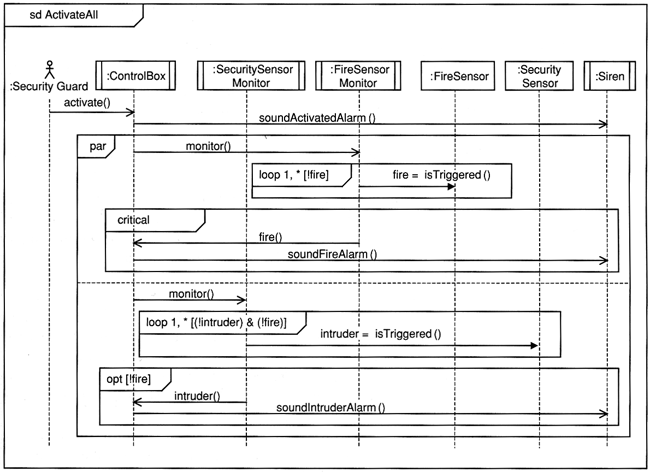 sd ActivateAll
:Security Guard
:ControlBox
:SecuritySensor
Monitor
:FireSensor
Monitor
:FireSensor
:Security
Sensor
:Siren
activate()
soundActivatedAlarm ()
par
monitor()
loop 1, * [!fire]
fire = isTriggered ()
critical
fire()
soundFireAlarm ()
monitor()
loop 1, * [(!intruder) & (!fire)]
intruder = isTriggered ()
opt [!fire]
intruder()
soundIntruderAlarm ()